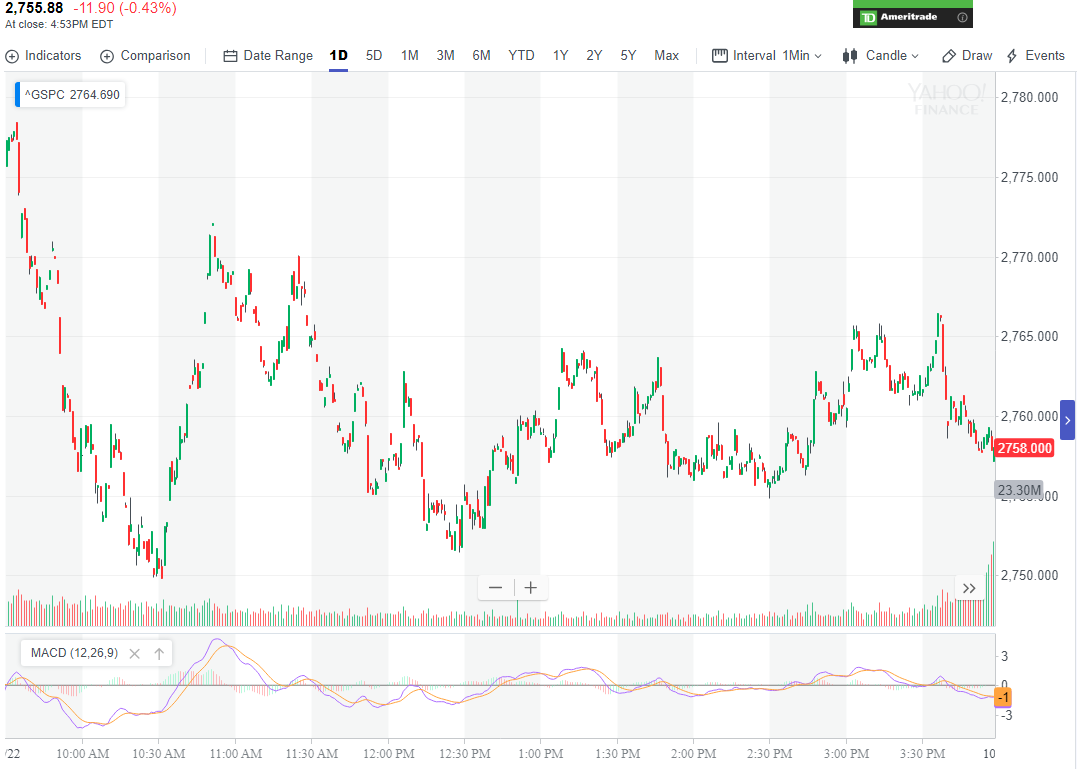 2,755.88 -11.90 (-0.43%)
At close: 4:53PM EDT
TD Ameritrade
Indicators Comparison Date Range 1D 5D 1M 3M 6M YTD 1Y 2Y 5Y Max Interval 1Min Candle Draw Events
^GSPC 2764.690
YAHOO!
FINANCE
2,780.000
2,775.000
2,770.000
2,765.000
2,760.000
2758.000
23.30M
2,750.000
MACD (12,26,9)
3
0
-1
-3
/22 10:00 AM 10:30 AM 11:00 AM 11:30 AM 12:00 PM 12:30 PM 1:00 PM 1:30 PM 2:00 PM 2:30 PM 3:00 PM 3:30 PM 10